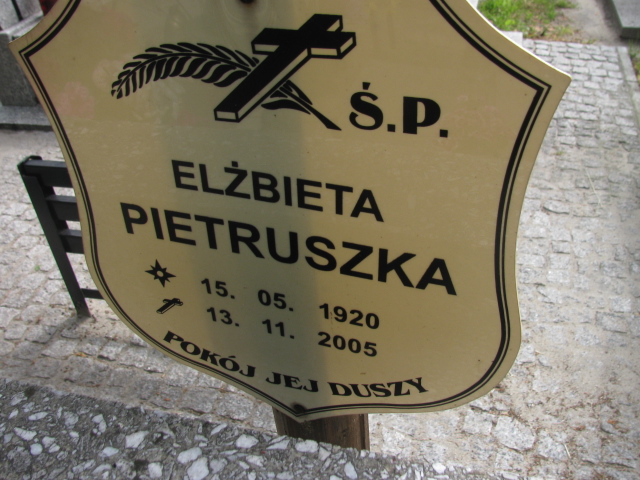 Ś.P.
ELŻBIETA
PIETRUSZKA
15. 05. 1920
13. 11. 2005
POKÓJ JEJ DUSZY